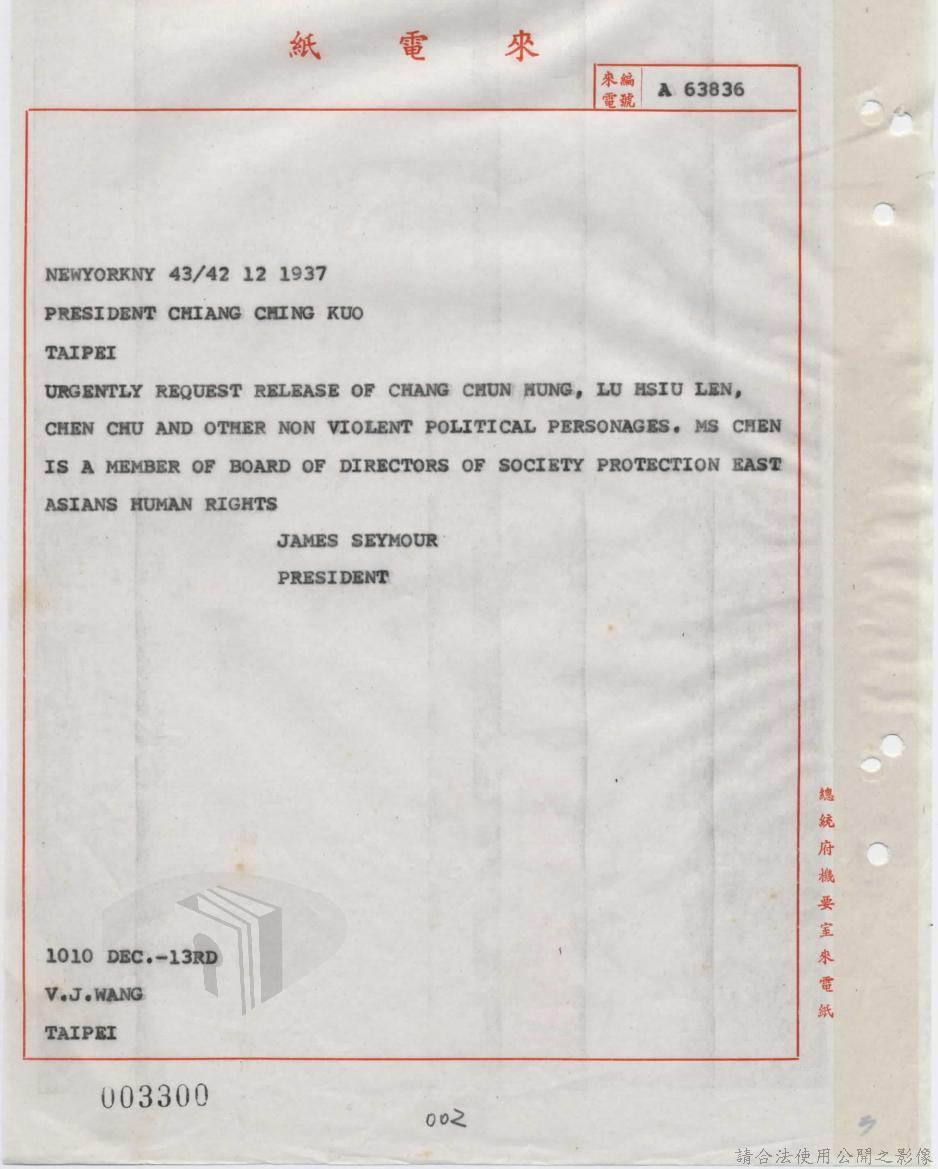 紙 電 來
來電 編號 A 63836
NEWYORKNY 43/42 12 1937
PRESIDENT CHIANG CHING KUO
TAIPEI
URGENTLY REQUEST RELEASE OF CHANG CHUN HUNG, LU HSIU LEN,
CHEN CHU AND OTHER NON VIOLENT POLITICAL PERSONAGES. MS CHEN
IS A MEMBER OF BOARD OF DIRECTORS OF SOCIETY PROTECTION EAST
ASIANS HUMAN RIGHTS
JAMES SEYMOUR
PRESIDENT
1010 DEC.-13RD
V.J.WANG
TAIPEI
總統府機要室來電紙
003300
002
請合法使用公開之影像